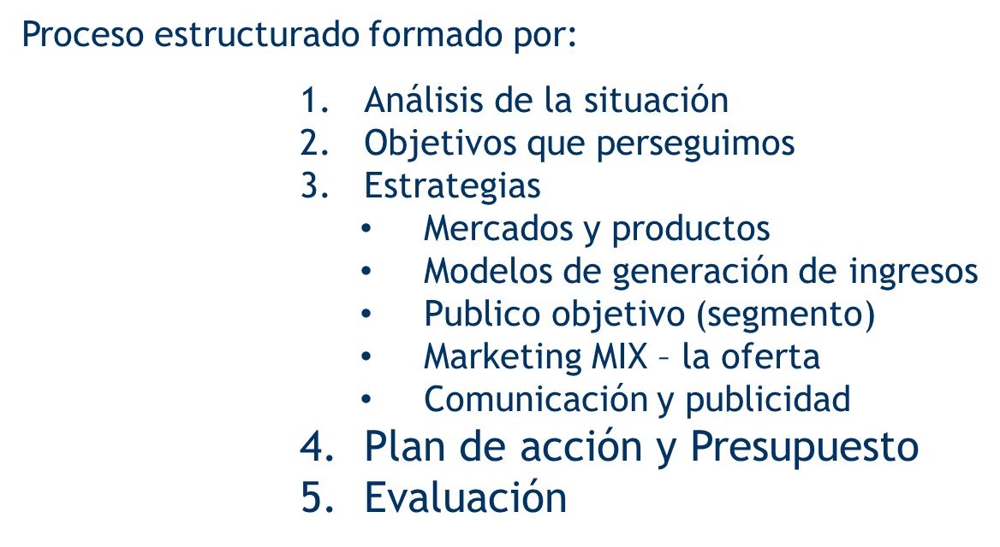 Proceso estructurado formado por:
1. Análisis de la situación
2. Objetivos que perseguimos
3. Estrategias
• Mercados y productos
• Modelos de generación de ingresos
• Publico objetivo (segmento)
• Marketing MIX – la oferta
• Comunicación y publicidad
4. Plan de acción y Presupuesto
5. Evaluación